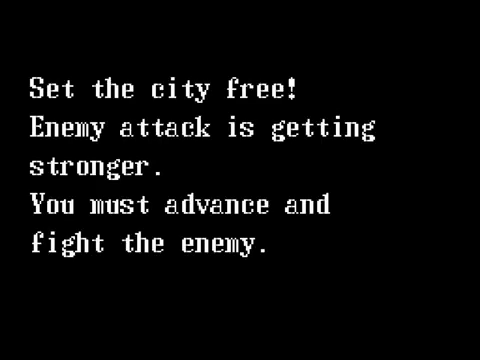 Set the city free!
Enemy attack is getting
stronger.
You must advance and
fight the enemy.